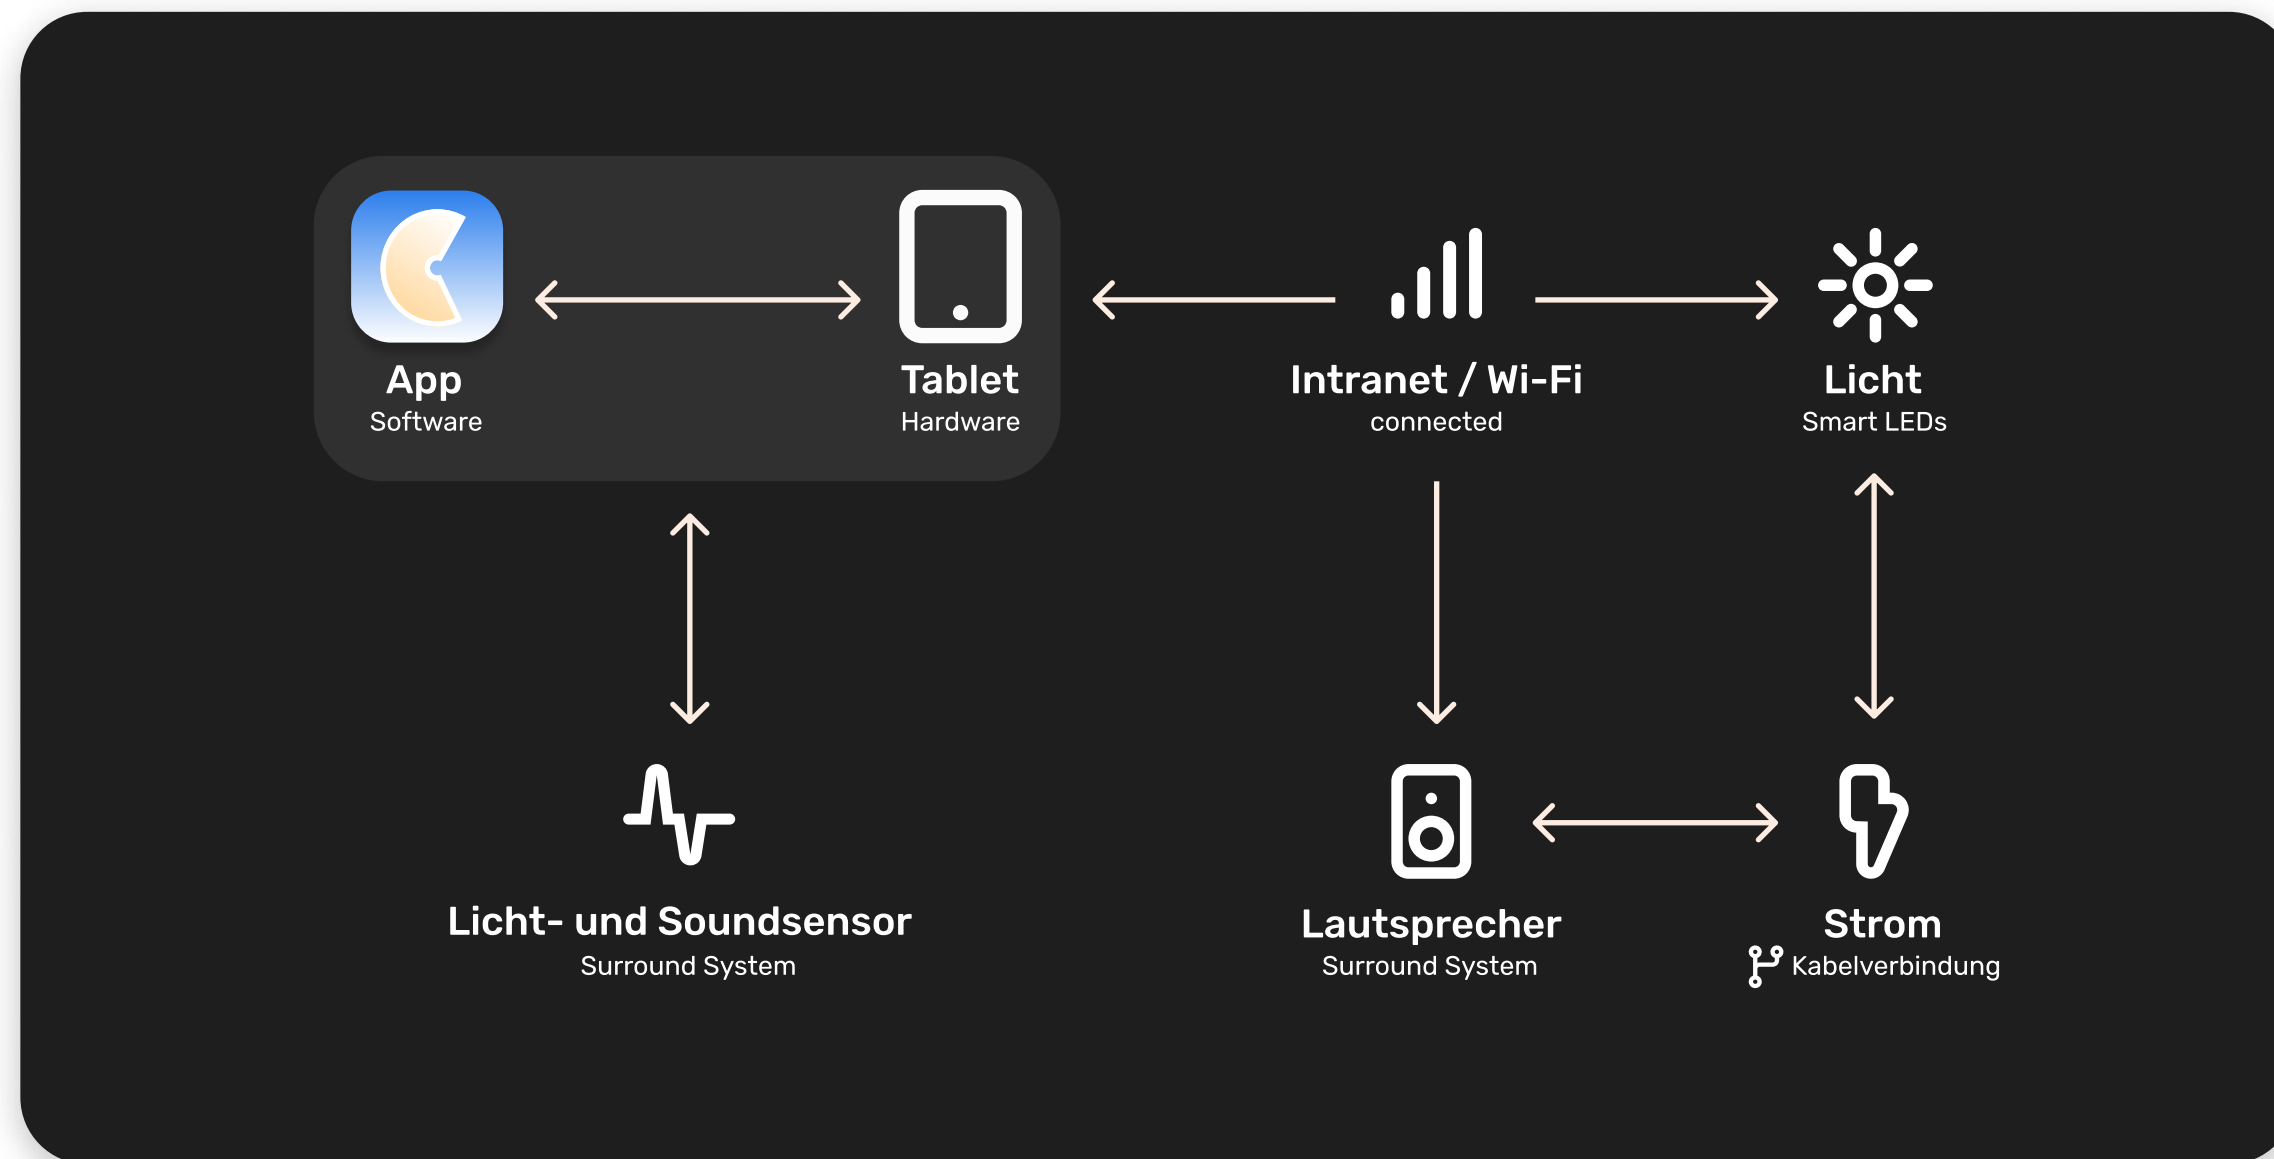 App
Software
Tablet
Hardware
Intranet / Wi-Fi
connected
Licht
Smart LEDs
Licht- und Soundsensor
Surround System
Lautsprecher
Surround System
Strom
Kabelverbindung